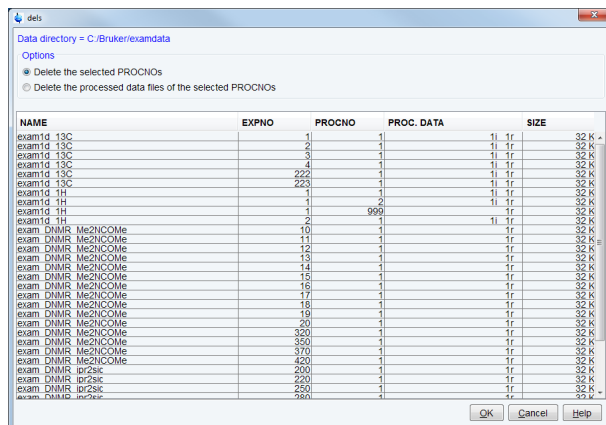 dels
Data directory = C:/Bruker/examdata
Options
Delete the selected PROCNOs
Delete the processed data files of the selected PROCNOs
NAME EXPNO PROCNO PROC. DATA SIZE
exam1d_13C 1 1 1i 1r 32 K
exam1d_13C 2 1 1i 1r 32 K
exam1d_13C 3 1 1i 1r 32 K
exam1d_13C 4 1 1i 1r 32 K
exam1d_13C 222 1 1i 1r 32 K
exam1d_13C 223 1 1i 1r 32 K
exam1d_1H 1 1 1i 1r 32 K
exam1d_1H 1 2 1i 1r 32 K
exam1d_1H 1 999 1r 32 K
exam1d_1H 2 1 1i 1r 32 K
exam_DNMR_Me2NCOMe 10 1 1r 32 K
exam_DNMR_Me2NCOMe 11 1 1r 32 K
exam_DNMR_Me2NCOMe 12 1 1r 32 K
exam_DNMR_Me2NCOMe 13 1 1r 32 K
exam_DNMR_Me2NCOMe 14 1 1r 32 K
exam_DNMR_Me2NCOMe 15 1 1r 32 K
exam_DNMR_Me2NCOMe 16 1 1r 32 K
exam_DNMR_Me2NCOMe 17 1 1r 32 K
exam_DNMR_Me2NCOMe 18 1 1r 32 K
exam_DNMR_Me2NCOMe 19 1 1r 32 K
exam_DNMR_Me2NCOMe 20 1 1r 32 K
exam_DNMR_Me2NCOMe 320 1 1r 32 K
exam_DNMR_Me2NCOMe 350 1 1r 32 K
exam_DNMR_Me2NCOMe 370 1 1r 32 K
exam_DNMR_Me2NCOMe 420 1 1r 32 K
exam_DNMR_ipr2sic 200 1 1r 32 K
exam_DNMR_ipr2sic 220 1 1r 32 K
exam_DNMR_ipr2sic 250 1 1r 32 K
exam_DNMR_ipr2sic 280 1 1r 32 K
OK Cancel Help